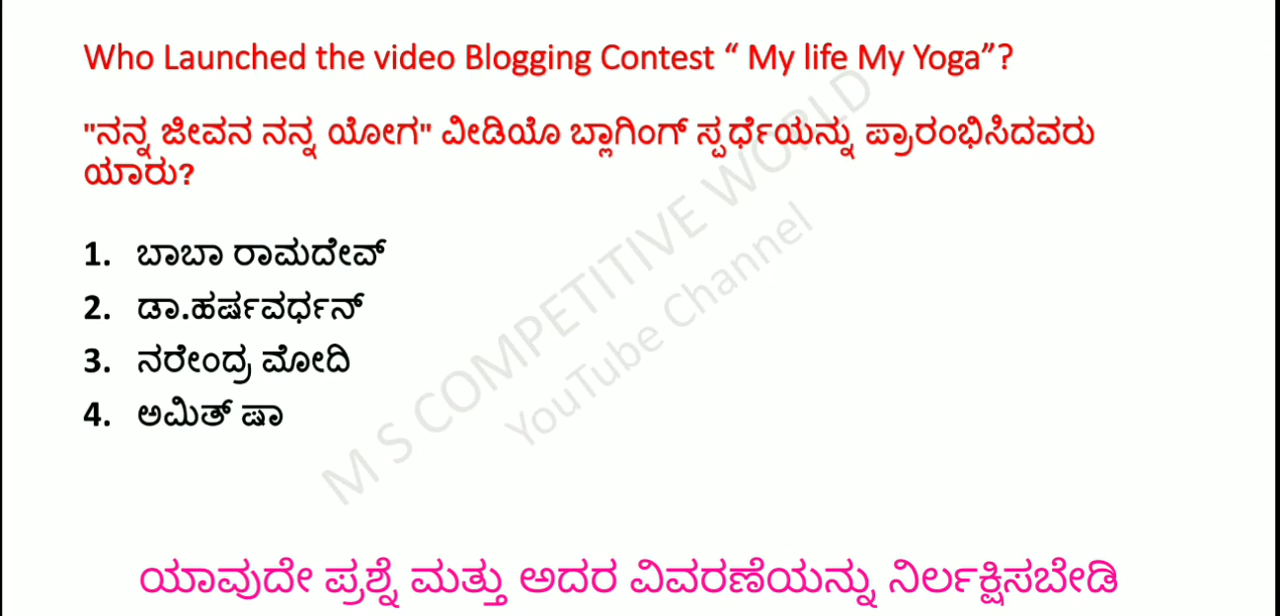 Who Launched the video Blogging Contest “ My life My Yoga”?
"ನನ್ನ ಜೀವನ ನನ್ನ ಯೋಗ" ವೀಡಿಯೊ ಬ್ಲಾಗಿಂಗ್ ಸ್ಪರ್ಧೆಯನ್ನು ಪ್ರಾರಂಭಿಸಿದವರು
ಯಾರು?
1. ಬಾಬಾ ರಾಮದೇವ್
2. ಡಾ.ಹರ್ಷವರ್ಧನ್
3. ನರೇಂದ್ರ ಮೋದಿ
4. ಅಮಿತ್ ಷಾ
M S COMPETITIVE WORLD
YouTube Channel
ಯಾವುದೇ ಪ್ರಶ್ನೆ ಮತ್ತು ಅದರ ವಿವರಣೆಯನ್ನು ನಿರ್ಲಕ್ಷಿಸಬೇಡಿ